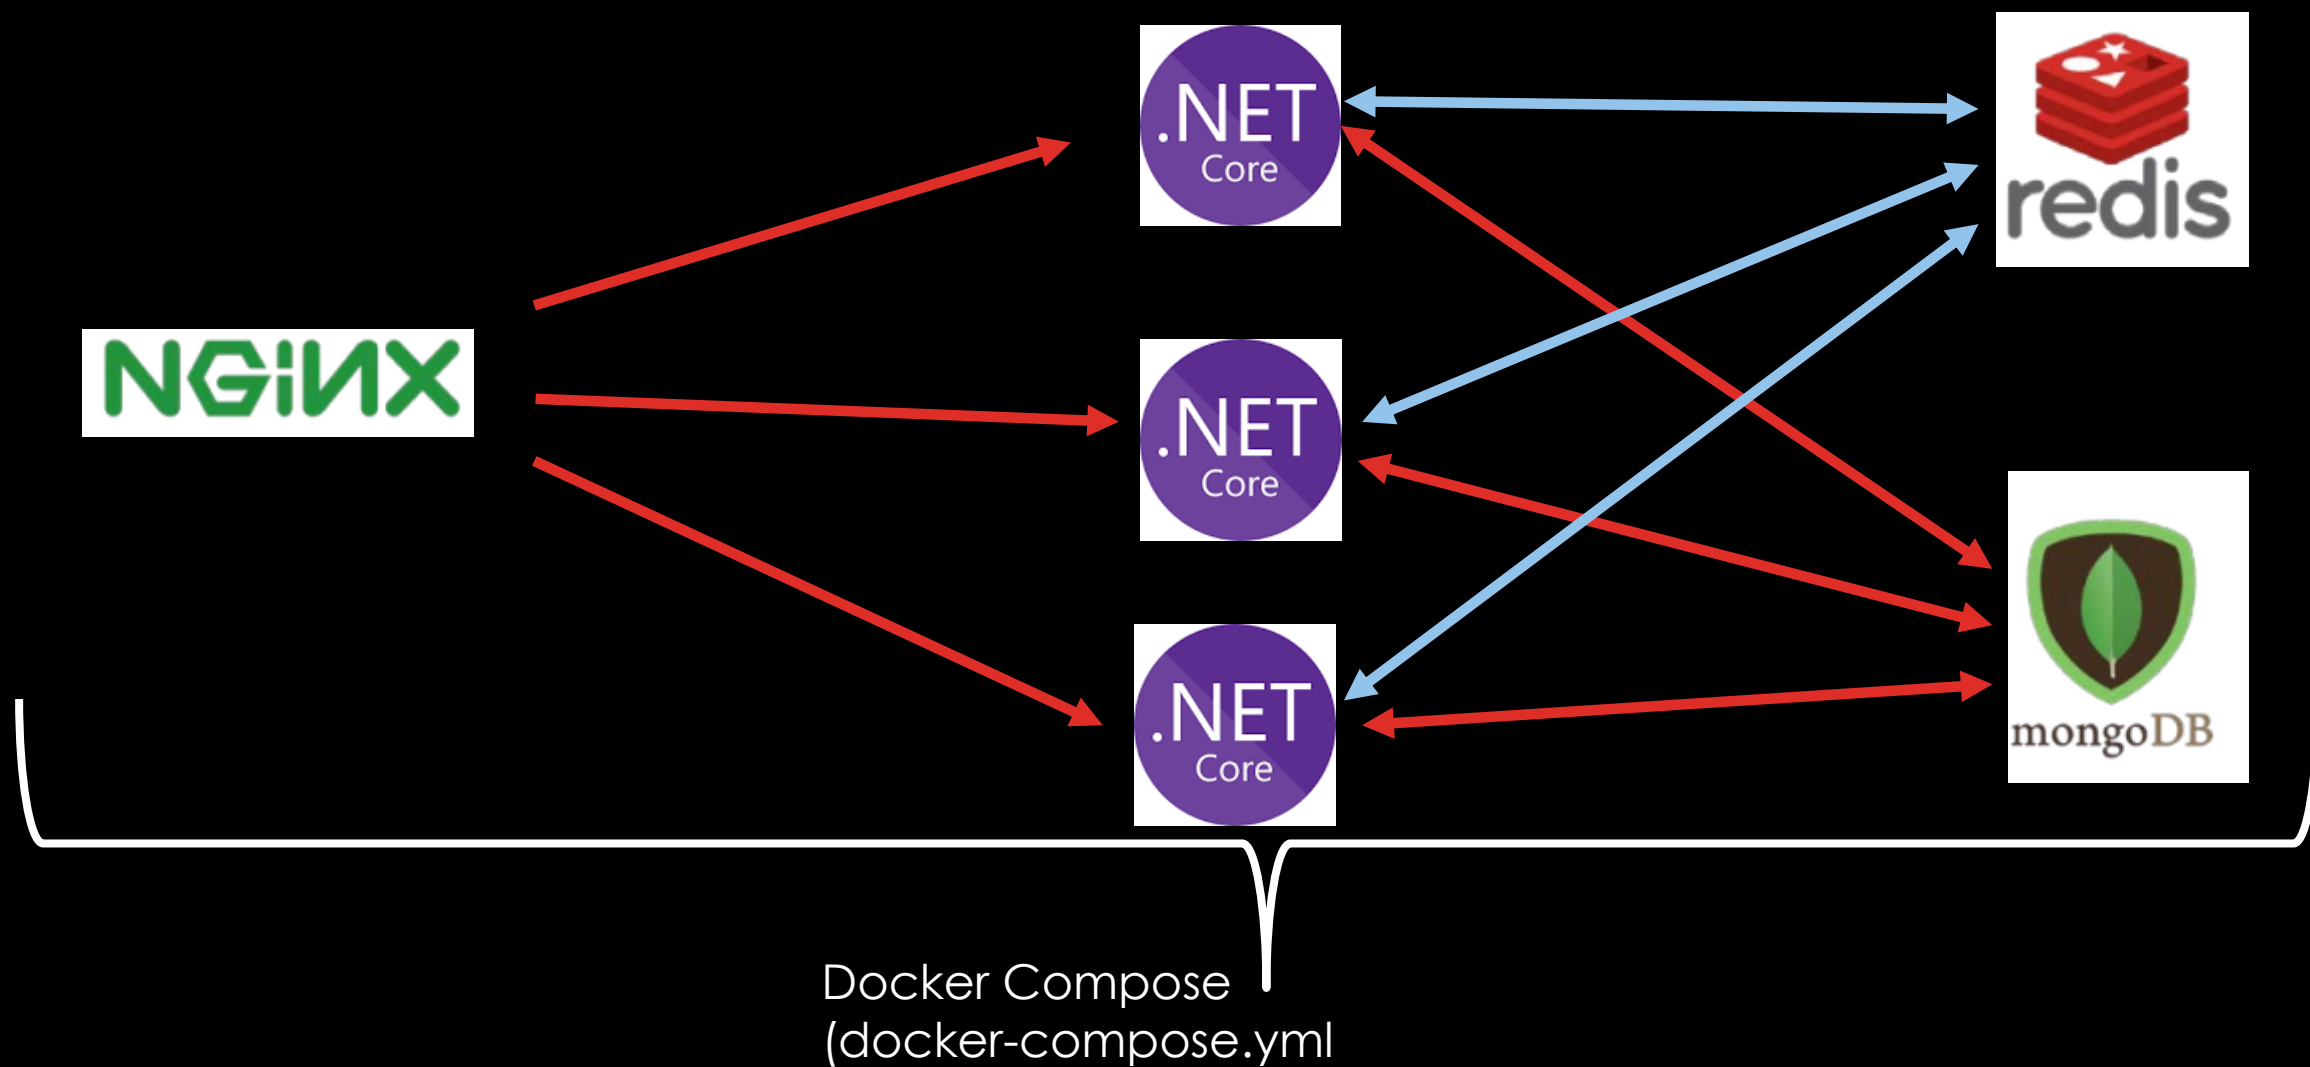 NGiNX
.NET
Core
.NET
Core
.NET
Core
redis
mongoDB
Docker Compose
(docker-compose.yml